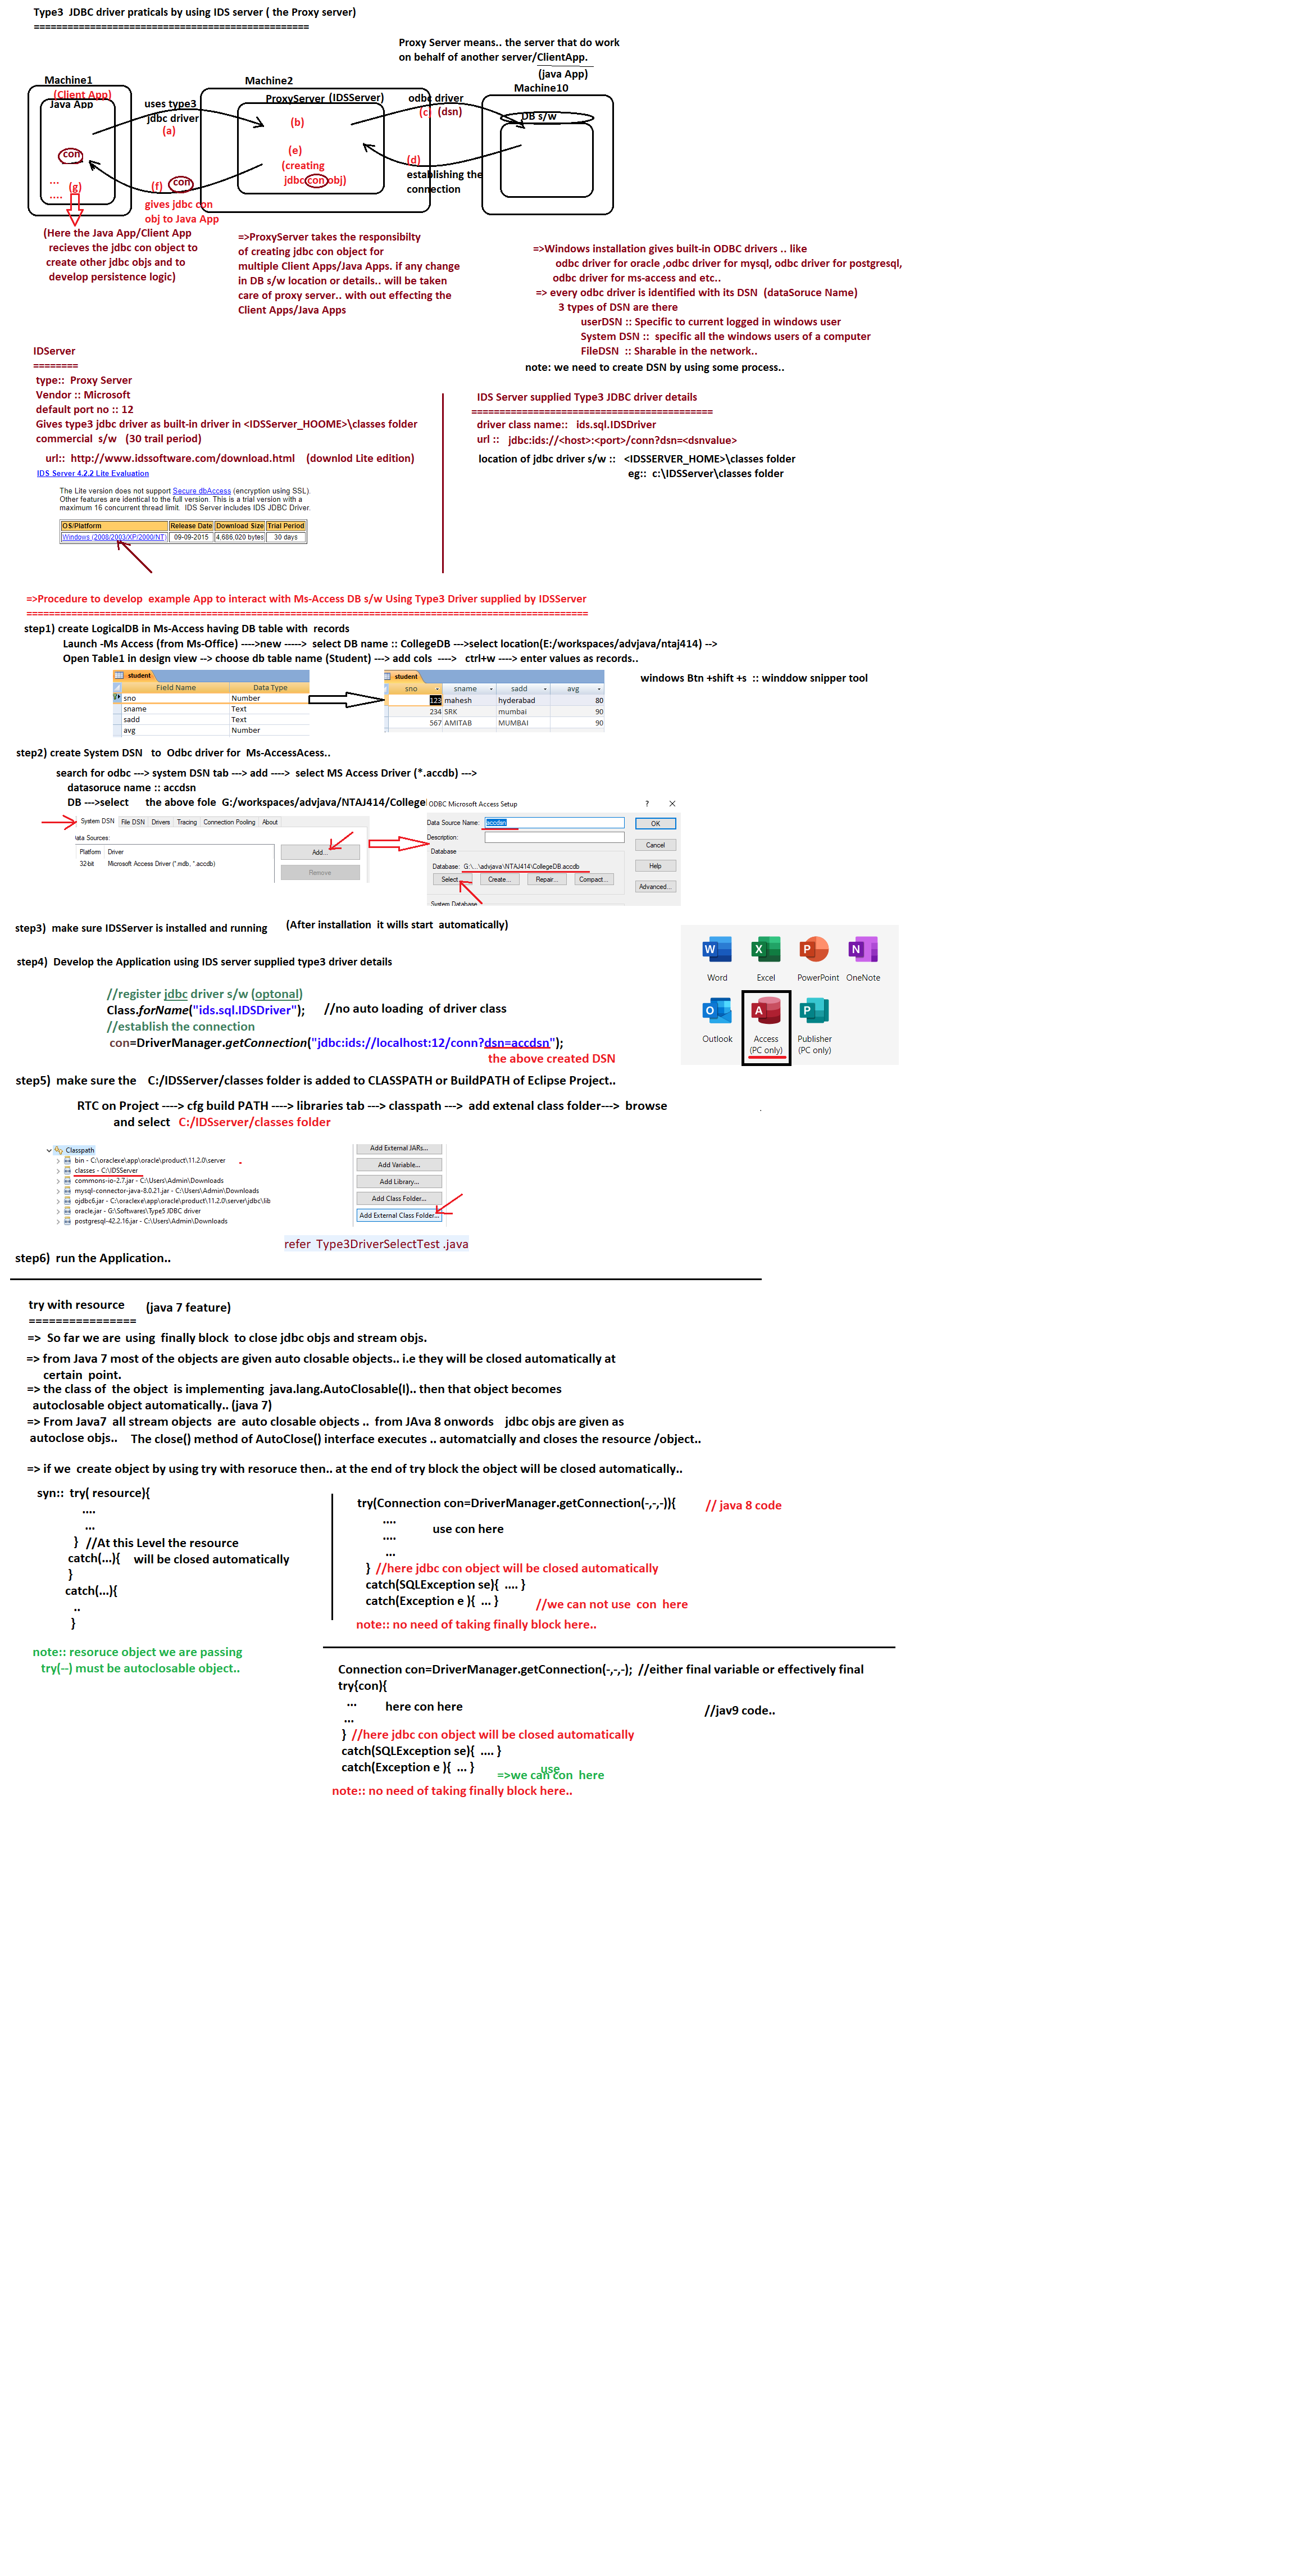 Type3  JDBC driver praticals by using IDS server ( the Proxy server)
=================================================
Proxy Server means.. the server that do work
on behalf of another server/ClientApp.
(java App)
Machine1
Machine2
Machine10
(Client App)
Java App
uses type3
jdbc driver
(a)
ProxyServer (IDSServer)
(b)
odbc driver
(c)  (dsn)
DB s/w
con
(e)
(creating
jdbc con obj)
(d)
establishing the
connection
...
....
(g)
(f)
con
gives jdbc con
obj to Java App
(Here the Java App/Client App
recieves the jdbc con object to
create other jdbc objs and to
develop persistence logic)
=>ProxyServer takes the responsibilty
of creating jdbc con object for
multiple Client Apps/Java Apps. if any change
in DB s/w location or details.. will be taken
care of proxy server.. with out effecting the
Client Apps/Java Apps
=>Windows installation gives built-in ODBC drivers .. like
odbc driver for oracle ,odbc driver for mysql, odbc driver for postgresql,
odbc driver for ms-access and etc..
=> every odbc driver is identified with its DSN  (dataSoruce Name)
3 types of DSN are there
userDSN :: Specific to current logged in windows user
System DSN ::  specific all the windows users of a computer
FileDSN  :: Sharable in the network..
note: we need to create DSN by using some process..
IDServer
========
type::  Proxy Server
Vendor :: Microsoft
default port no :: 12
Gives type3 jdbc driver as built-in driver in <IDSServer_HOOME>\classes folder
commercial  s/w   (30 trail period)
url::  http://www.idssoftware.com/download.html    (downlod Lite edition)
IDS Server 4.2.2 Lite Evaluation
The Lite version does not support Secure dbAccess (encryption using SSL).
Other features are identical to the full version. This is a trial version with a
maximum 16 concurrent thread limit.  IDS Server includes IDS JDBC Driver.
OS/Platform Release Date Download Size Trial Period
Windows (2008/2003/XP/2000/NT) 09-09-2015 4,686,020 bytes 30 days
IDS Server supplied Type3 JDBC driver details
===========================================
driver class name::   ids.sql.IDSDriver
url ::   jdbc:ids://<host>:<port>/conn?dsn=<dsnvalue>
location of jdbc driver s/w ::   <IDSSERVER_HOME>\classes folder
eg::  c:\IDSServer\classes folder
=>Procedure to develop  example App to interact with Ms-Access DB s/w Using Type3 Driver supplied by IDSServer
====================================================================================================
step1) create LogicalDB in Ms-Access having DB table with  records
Launch -Ms Access (from Ms-Office) ---->new ----->  select DB name :: CollegeDB --->select location(E:/workspaces/advjava/ntaj414) -->
Open Table1 in design view --> choose db table name (Student) ---> add cols  ---->   ctrl+w ----> enter values as records..
windows Btn +shift +s  :: winddow snipper tool
student
Field Name Data Type
sno Number
sname Text
sadd Text
avg Number
student
sno sname sadd avg
123 mahesh hyderabad 80
234 SRK mumbai 90
567 AMITAB MUMBAI 90
step2) create System DSN   to  Odbc driver for  Ms-AccessAcess..
search for odbc ---> system DSN tab ---> add ---->  select MS Access Driver (*.accdb) --->
datasoruce name :: accdsn
DB --->select      the above fole  G:/workspaces/advjava/NTAJ414/College
System DSN File DSN Drivers Tracing Connection Pooling About
ata Sources:
Platform Driver
32-bit Microsoft Access Driver (*.mdb, *.accdb)
Add...
Remove
ODBC Microsoft Access Setup ? ✕
Data Source Name: accdsn OK
Description: Cancel
Database
Database: G:\...\advjava\NTAJ414\CollegeDB.accdb Help
Select... Create... Repair... Compact... Advanced...
System Database
step3)  make sure IDSServer is installed and running      (After installation  it wills start  automatically)
Word Excel PowerPoint OneNote
Outlook Access
(PC only) Publisher
(PC only)
step4)  Develop the Application using IDS server supplied type3 driver details
//register jdbc driver s/w (optonal)
Class.forName("ids.sql.IDSDriver");      //no auto loading  of driver class
//establish the connection
con=DriverManager.getConnection("jdbc:ids://localhost:12/conn?dsn=accdsn");
the above created DSN
step5)  make sure the    C:/IDSServer/classes folder is added to CLASSPATH or BuildPATH of Eclipse Project..
RTC on Project ----> cfg build PATH ----> libraries tab ---> classpath --->  add extenal class folder--->  browse
and select   C:/IDSserver/classes folder
Classpath
bin - C:\oraclexe\app\oracle\product\11.2.0\server
classes - C:\IDSServer
commons-io-2.7.jar - C:\Users\Admin\Downloads
mysql-connector-java-8.0.21.jar - C:\Users\Admin\Downloads
ojdbc6.jar - C:\oraclexe\app\oracle\product\11.2.0\server\jdbc\lib
oracle.jar - G:\Softwares\Type5 JDBC driver
postgresql-42.2.16.jar - C:\Users\Admin\Downloads
Add External JARs...
Add Variable...
Add Library...
Add Class Folder...
Add External Class Folder...
refer  Type3DriverSelectTest .java
step6)  run the Application..
try with resource      (java 7 feature)
================
=>  So far we are  using  finally block  to close jdbc objs and stream objs.
=> from Java 7 most of the objects are given auto closable objects.. i.e they will be closed automatically at
certain  point.
=> the class of  the object  is implementing  java.lang.AutoClosable(I).. then that object becomes
autoclosable object automatically.. (java 7)
=> From Java7  all stream objects  are  auto closable objects ..  from JAva 8 onwords    jdbc objs are given as
autoclose objs..    The close() method of AutoClose() interface executes .. automatcially and closes the resource /object..
=> if we  create object by using try with resoruce then.. at the end of try block the object will be closed automatically..
syn::  try( resource){
....
...
}  //At this Level the resource
catch(...){    will be closed automatically
}
catch(...){
..
}
note:: resoruce object we are passing
try(--) must be autoclosable object..
try(Connection con=DriverManager.getConnection(-,-,-)){         // java 8 code
....
use con here
....
...
}  //here jdbc con object will be closed automatically
catch(SQLException se){  .... }
catch(Exception e ){  ... }          //we can not use  con  here
note:: no need of taking finally block here..
Connection con=DriverManager.getConnection(-,-,-);  //either final variable or effectively final
try{con){
...        here con here                //jav9 code..
...
}  //here jdbc con object will be closed automatically
catch(SQLException se){  .... }
catch(Exception e ){  ... }
use
=>we can con  here
note:: no need of taking finally block here..